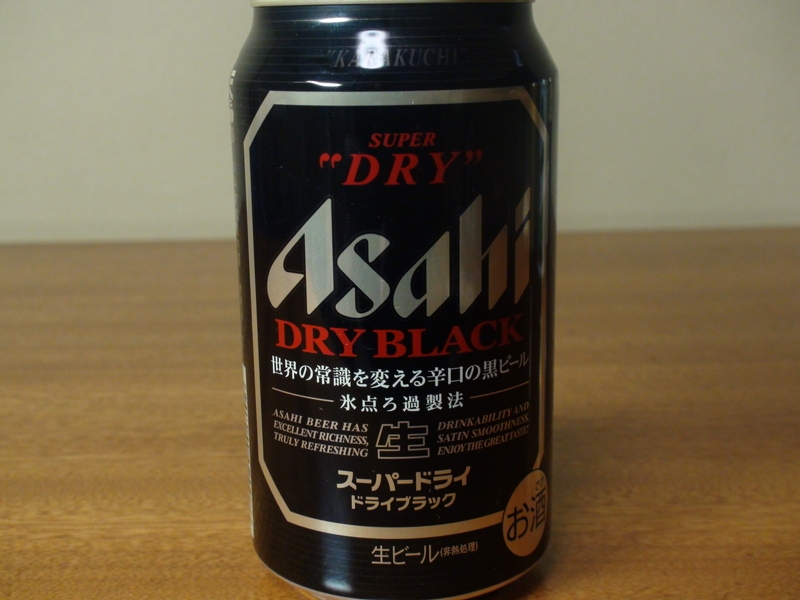 "KARAKUCHI"
SUPER
"DRY"
Asahi
DRY BLACK
世界の常識を変える辛口の黒ビール
氷点ろ過製法
ASAHI BEER HAS
EXCELLENT RICHNESS,
TRULY REFRESHING
生
DRINKABILITY AND
SATIN SMOOTHNESS.
ENJOY THE GREAT TASTE!
スーパードライ
ドライブラック
お酒
生ビール(非熱処理)